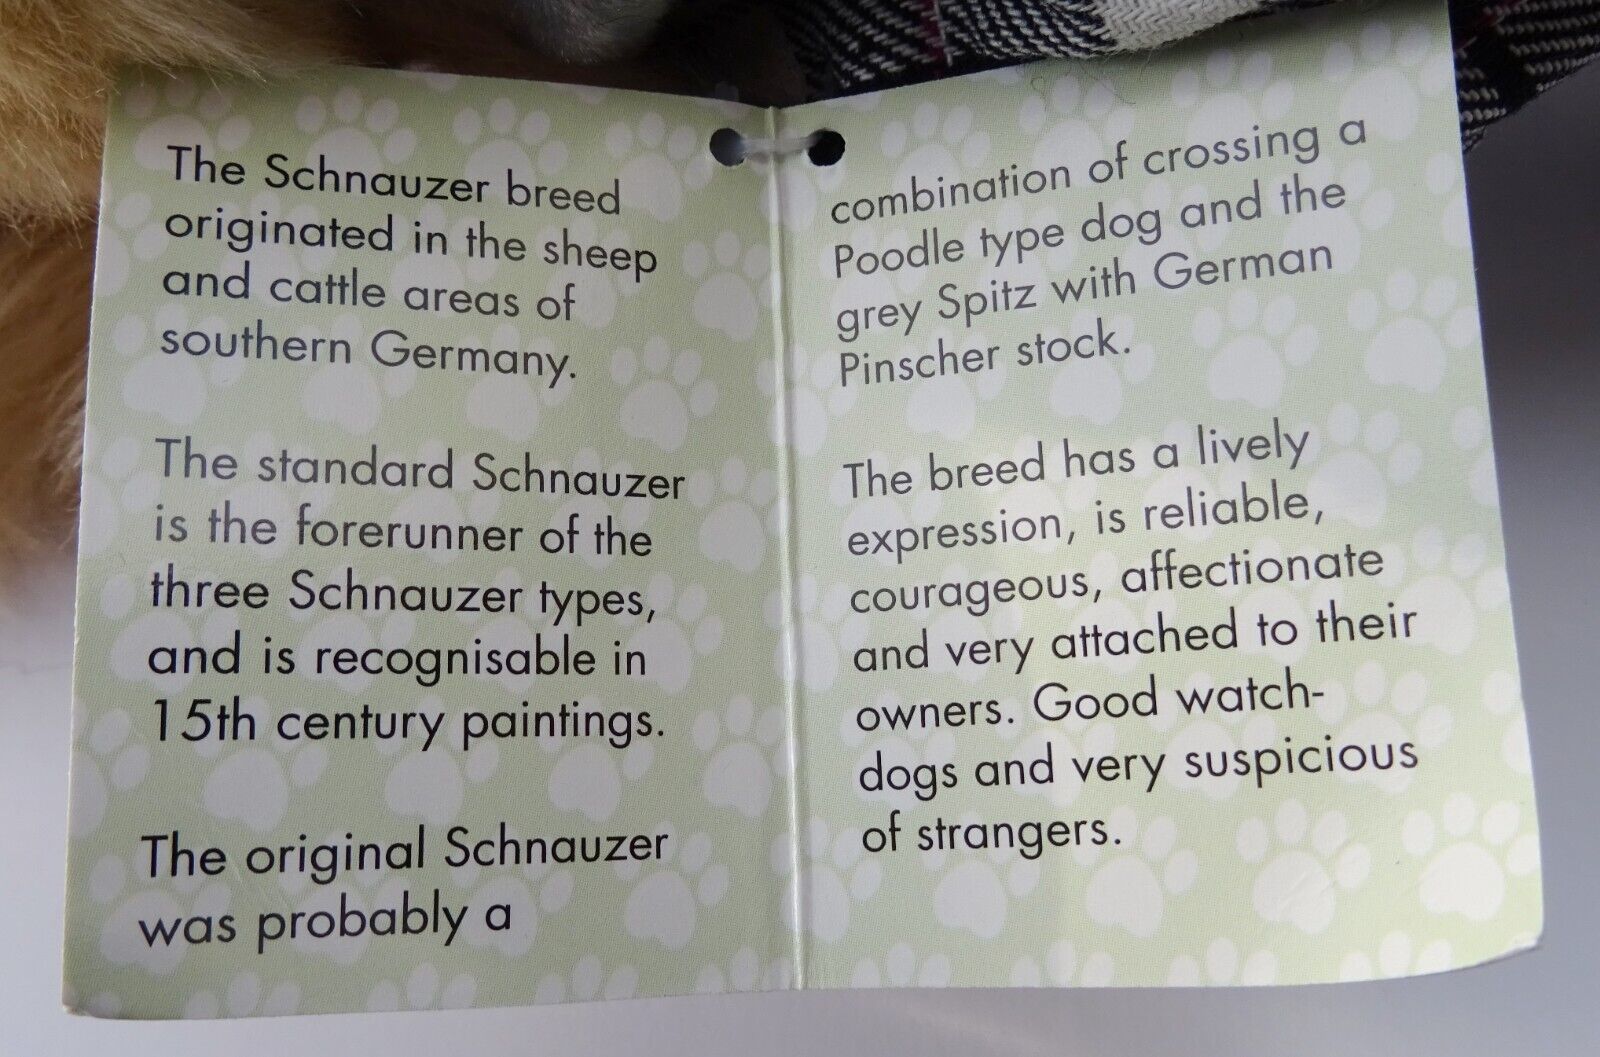 The Schnauzer breed
originated in the sheep
and cattle areas of
southern Germany.
The standard Schnauzer
is the forerunner of the
three Schnauzer types,
and is recognisable in
15th century paintings.
The original Schnauzer
was probably a
combination of crossing a
Poodle type dog and the
grey Spitz with German
Pinscher stock.
The breed has a lively
expression, is reliable,
courageous, affectionate
and very attached to their
owners. Good watch-
dogs and very suspicious
of strangers.